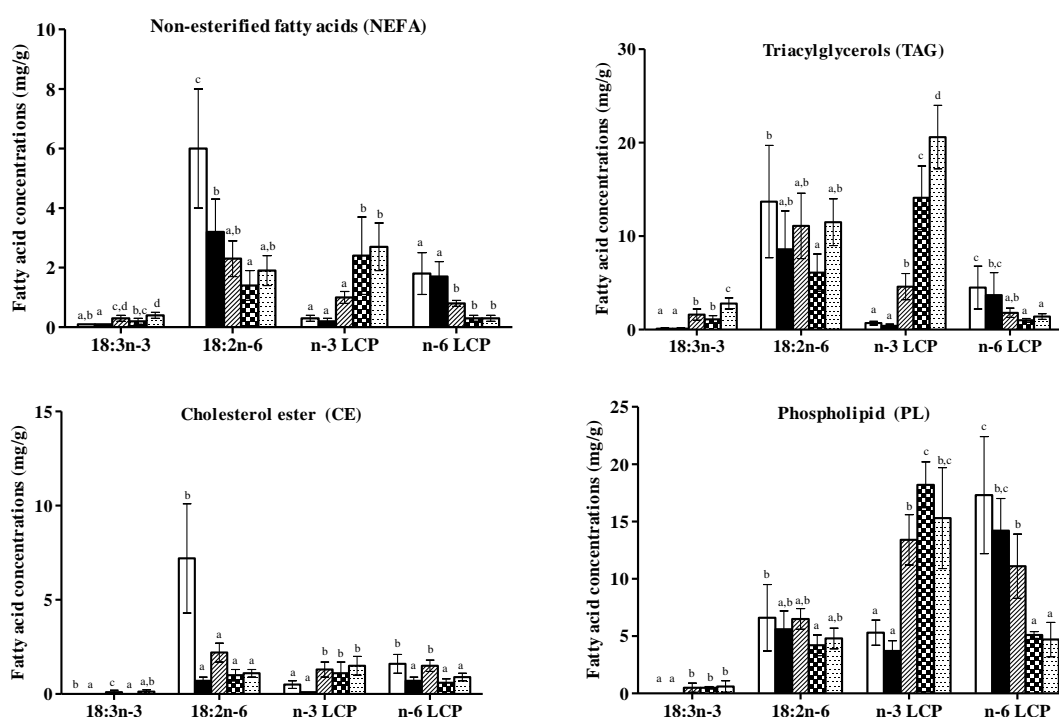 Non-esterified fatty acids (NEFA)
Fatty acid concentrations (mg/g)
10
8
6
4
2
0
a,b a c,d b,c d
c b a,b a a,b
a a a b b
a a b b b
18:3n-3 18:2n-6 n-3 LCP n-6 LCP
Triacylglycerols (TAG)
Fatty acid concentrations (mg/g)
30
20
10
0
a a b b c
b a,b a,b a a,b
a a b c d
c b,c a,b a a
18:3n-3 18:2n-6 n-3 LCP n-6 LCP
Cholesterol ester (CE)
Fatty acid concentrations (mg/g)
15
10
5
0
b a c a a,b
b a a a a
a a b b b
b a b a a
18:3n-3 18:2n-6 n-3 LCP n-6 LCP
Phospholipid (PL)
Fatty acid concentrations (mg/g)
25
20
15
10
5
0
a a b b b
b a,b a,b a a,b
a a b c b,c
c b,c b a a
18:3n-3 18:2n-6 n-3 LCP n-6 LCP